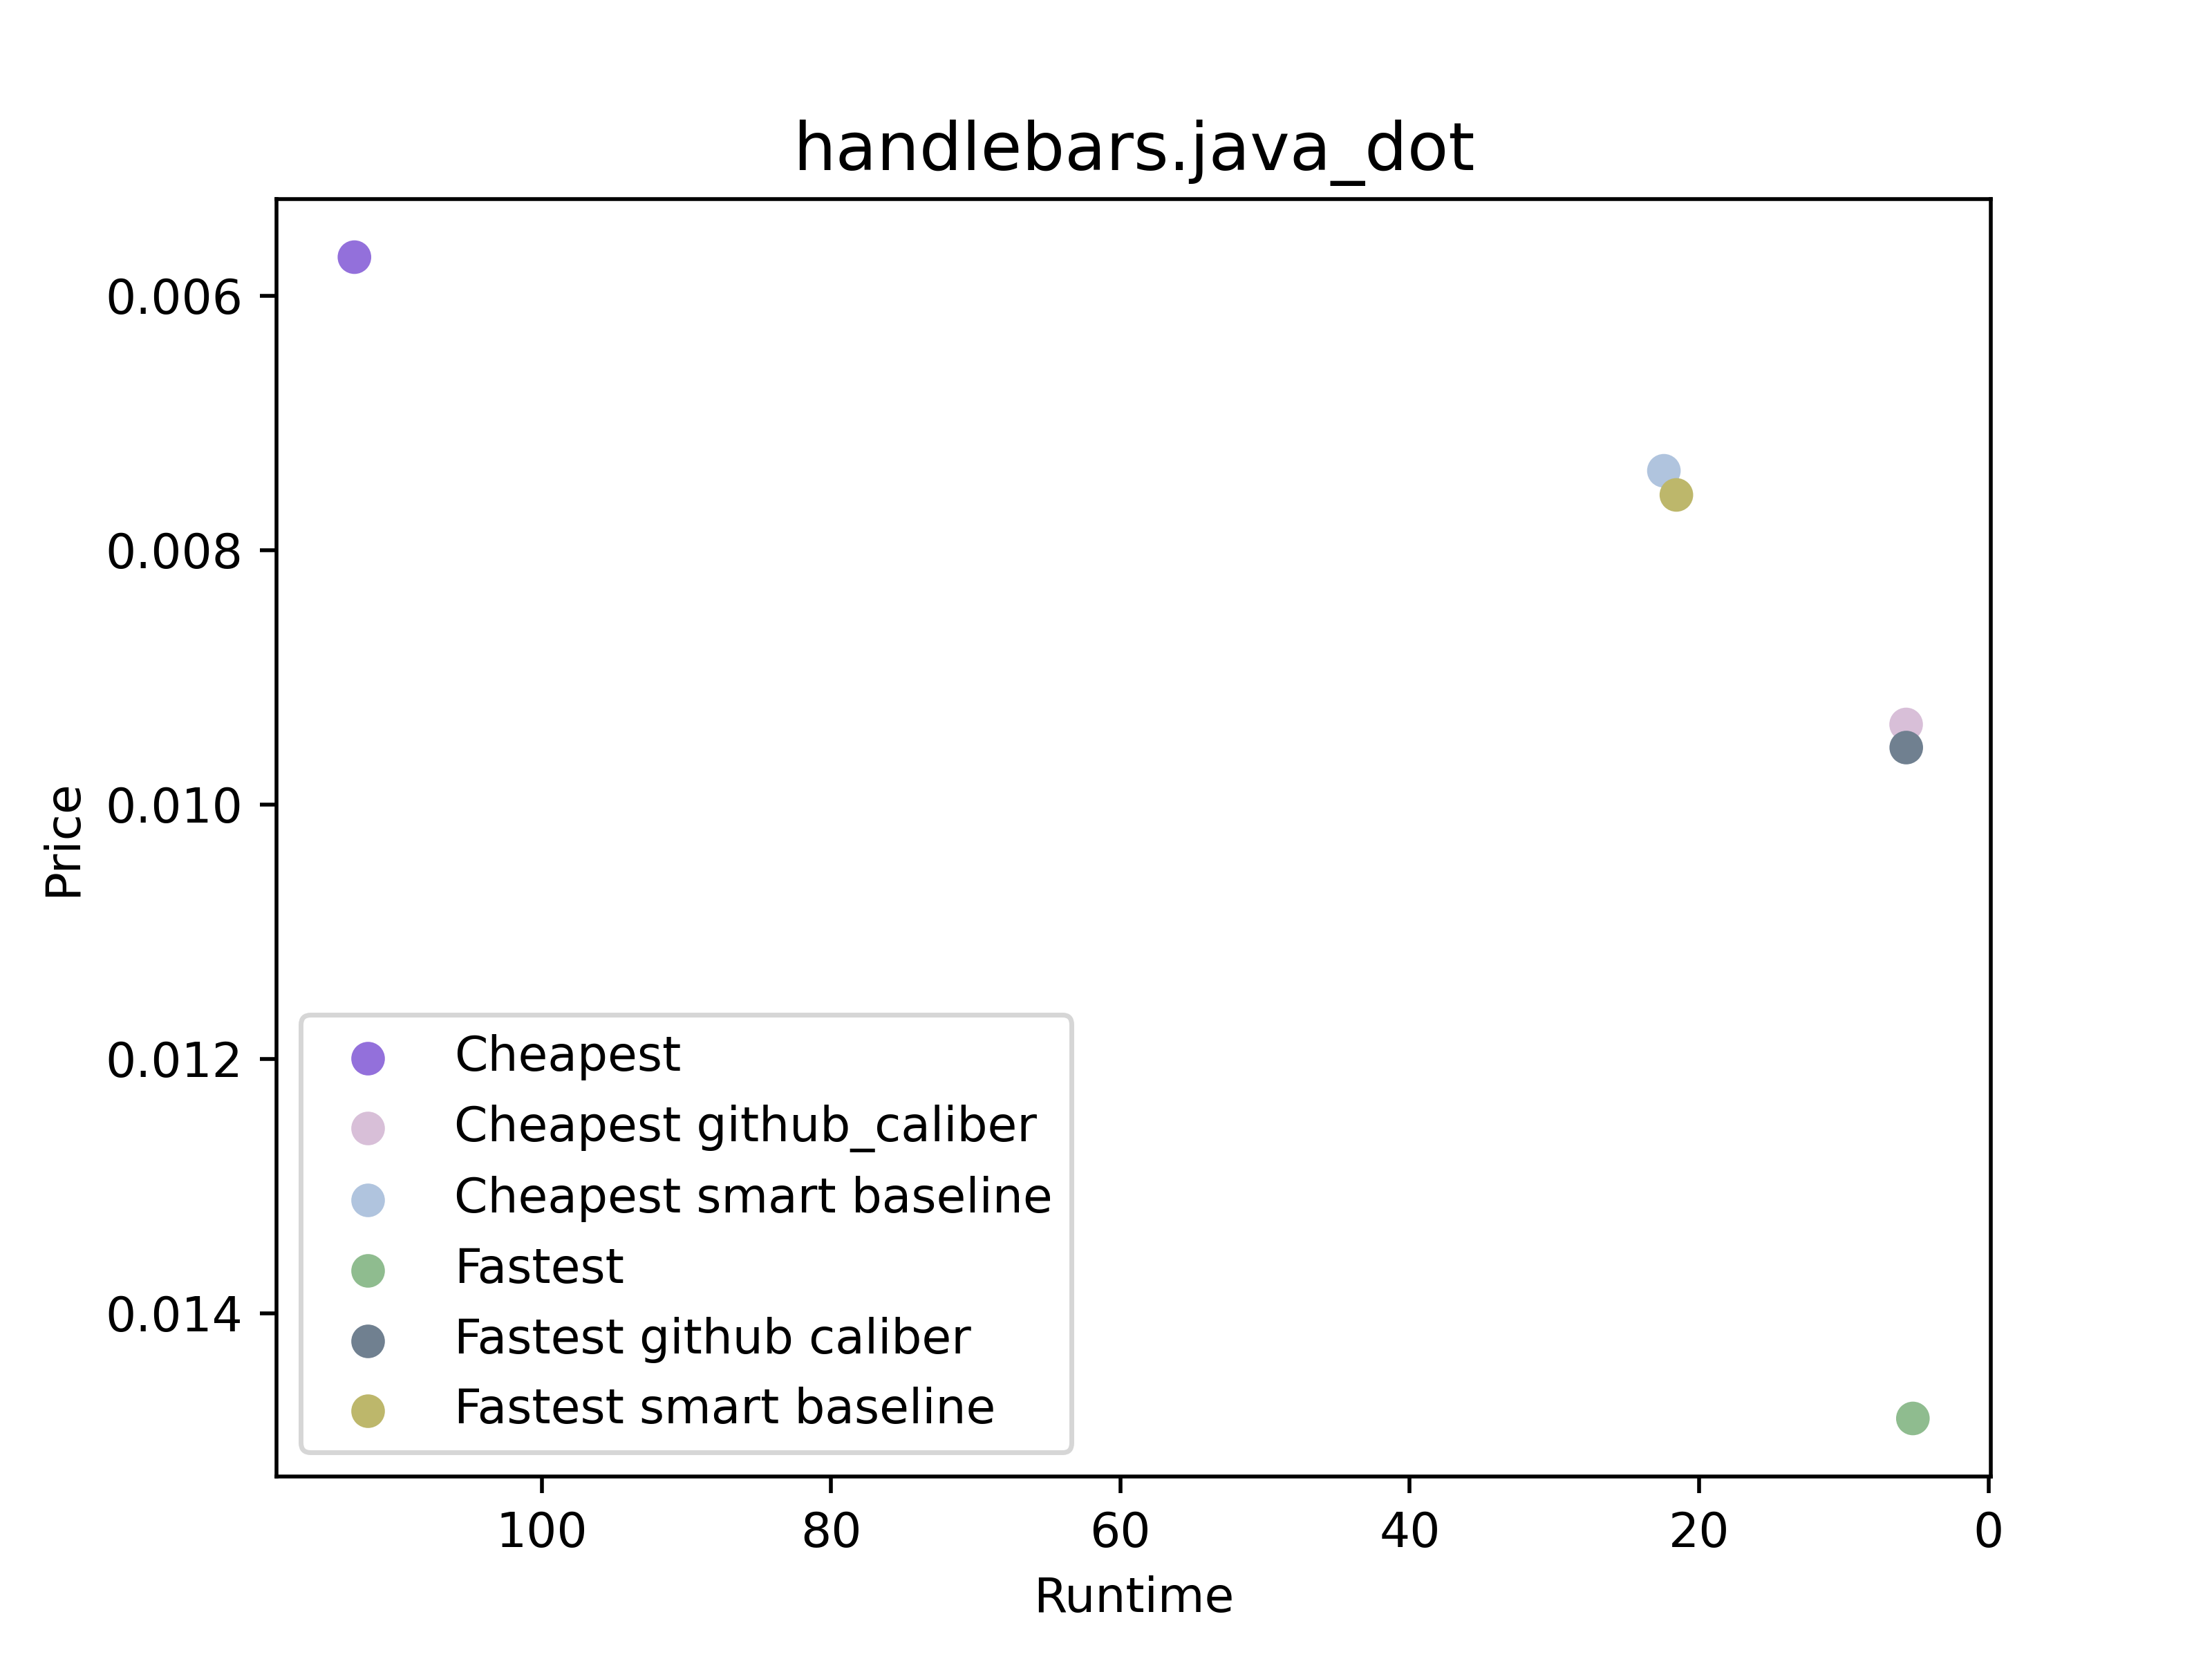 handlebars.java_dot
0.006
0.008
0.010
0.012
0.014
Price
Cheapest
Cheapest github_caliber
Cheapest smart baseline
Fastest
Fastest github caliber
Fastest smart baseline
100 80 60 40 20 0
Runtime